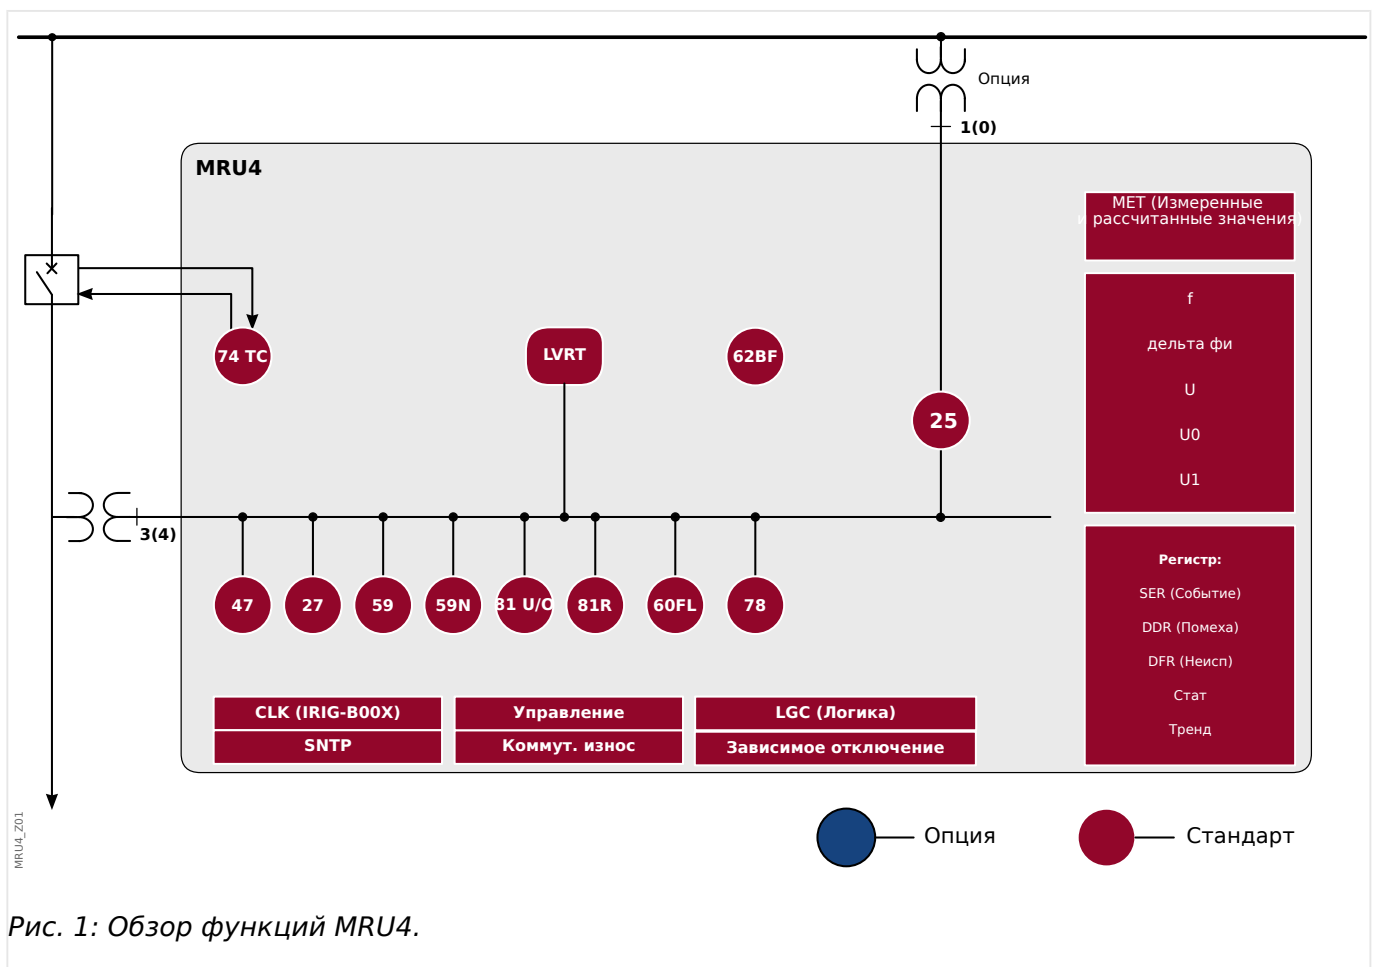 Опция
1(0)
MRU4
МЕТ (Измеренные
и рассчитанные значения)
f
дельта фи
U
U0
U1
74 TC
LVRT
62BF
25
3(4)
47
27
59
59N
81 U/O
81R
60FL
78
Регистр:
SER (Событие)
DDR (Помеха)
DFR (Неисп)
Стат
Тренд
CLK (IRIG-B00X)
Управление
LGC (Логика)
SNTP
Коммут. износ
Зависимое отключение
MRU4_Z01
Опция
Стандарт
Рис. 1: Обзор функций MRU4.